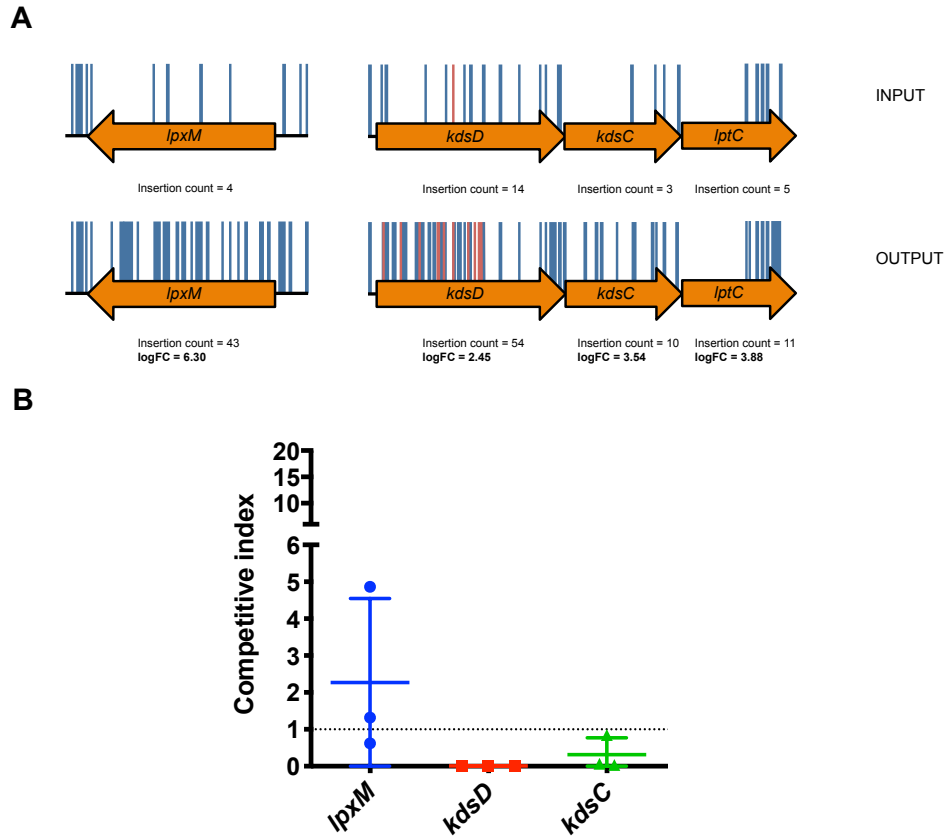 A
INPUT
lpxM
kdsD
kdsC
lptC
Insertion count = 4
Insertion count = 14
Insertion count = 3
Insertion count = 5
OUTPUT
lpxM
kdsD
kdsC
lptC
Insertion count = 43
logFC = 6.30
Insertion count = 54
logFC = 2.45
Insertion count = 10
logFC = 3.54
Insertion count = 11
logFC = 3.88
B
Competitive index
20
15
10
6
5
4
3
2
1
0
lpxM
kdsD
kdsC